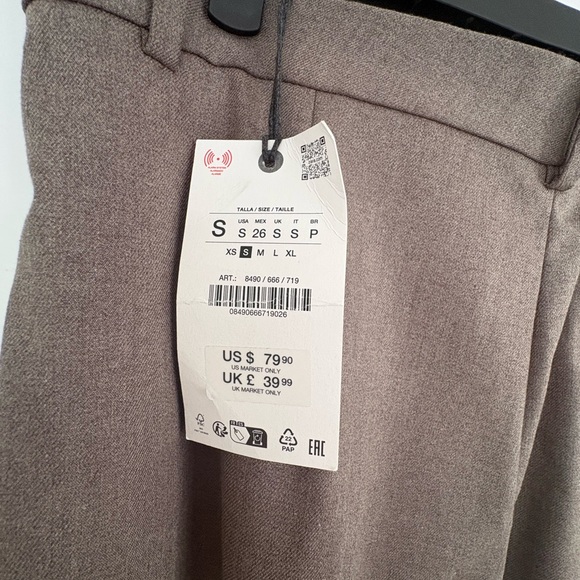 TALLA / SIZE / TAILLE
S
USA MEX UK IT BR
S 26 S S P
XS S M L XL
ART.: 8490 / 666 / 719
08490666719026
US $ 79 90
US MARKET ONLY
UK £ 39 99
UK MARKET ONLY
22
PAP
EAC